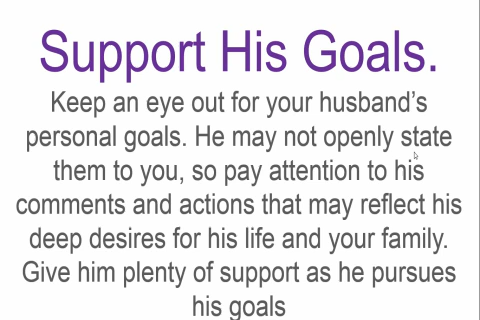 Support His Goals.
Keep an eye out for your husband’s
personal goals. He may not openly state
them to you, so pay attention to his
comments and actions that may reflect his
deep desires for his life and your family.
Give him plenty of support as he pursues
his goals